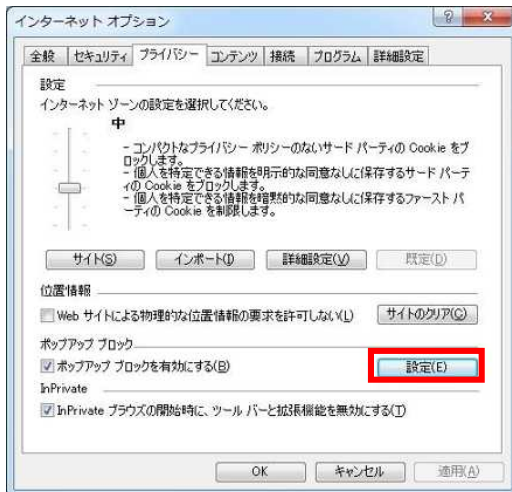 インターネット オプション
全般 セキュリティ プライバシー コンテンツ 接続 プログラム 詳細設定
設定
インターネット ゾーンの設定を選択してください。
中
- コンパクトなプライバシー ポリシーのないサード パーティの Cookie をブ
ロックします。
- 個人を特定できる情報を明示的な同意なしに保存するサード パーテ
ィの Cookie をブロックします。
- 個人を特定できる情報を暗黙的な同意なしに保存するファースト パ
ーティの Cookie を制限します。
サイト(S) インポート(I) 詳細設定(V) 既定(D)
位置情報
Web サイトによる物理的な位置情報の要求を許可しない(L) サイトのクリア(C)
ポップアップ ブロック
ポップアップ ブロックを有効にする(B) 設定(E)
InPrivate
InPrivate ブラウズの開始時に、ツール バーと拡張機能を無効にする(T)
OK キャンセル 適用(A)